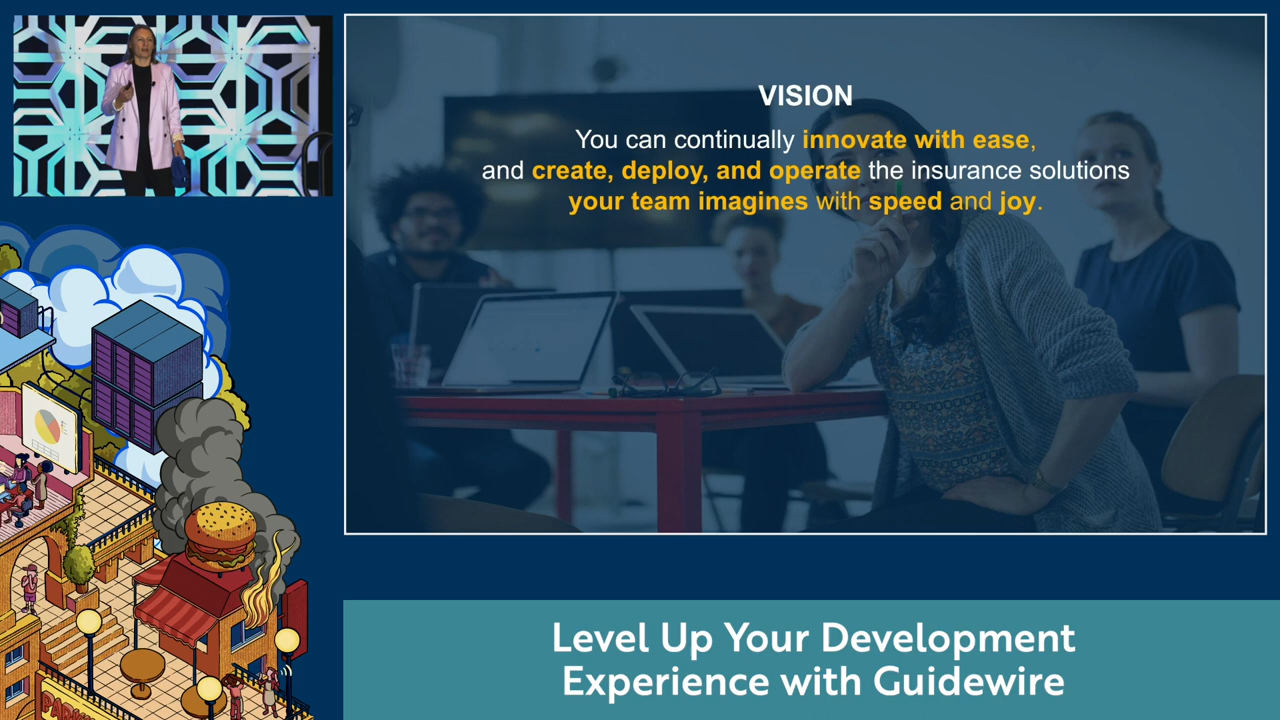 VISION
You can continually innovate with ease,
and create, deploy, and operate the insurance solutions
your team imagines with speed and joy.
Level Up Your Development
Experience with Guidewire